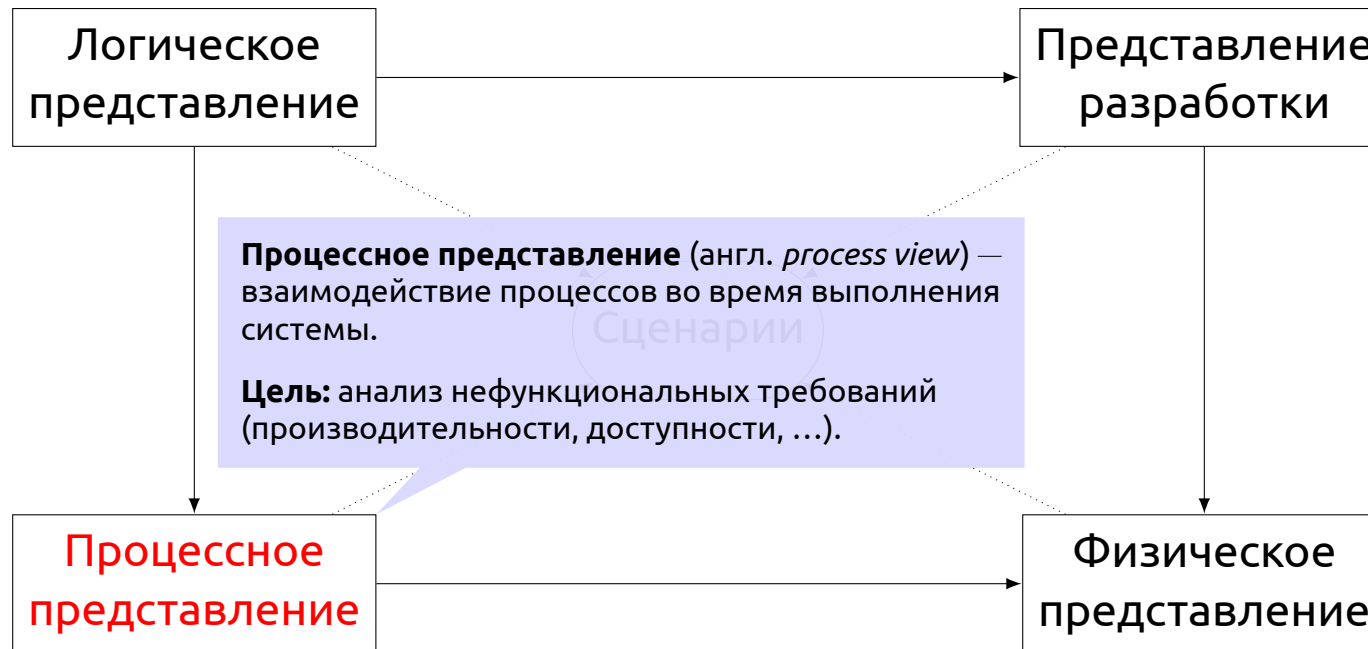 Логическое
представление
Представление
разработки
Процессное представление (англ. process view) —
взаимодействие процессов во время выполнения
системы.
Сценарии
Цель: анализ нефункциональных требований
(производительности, доступности, …).
Процессное
представление
Физическое
представление